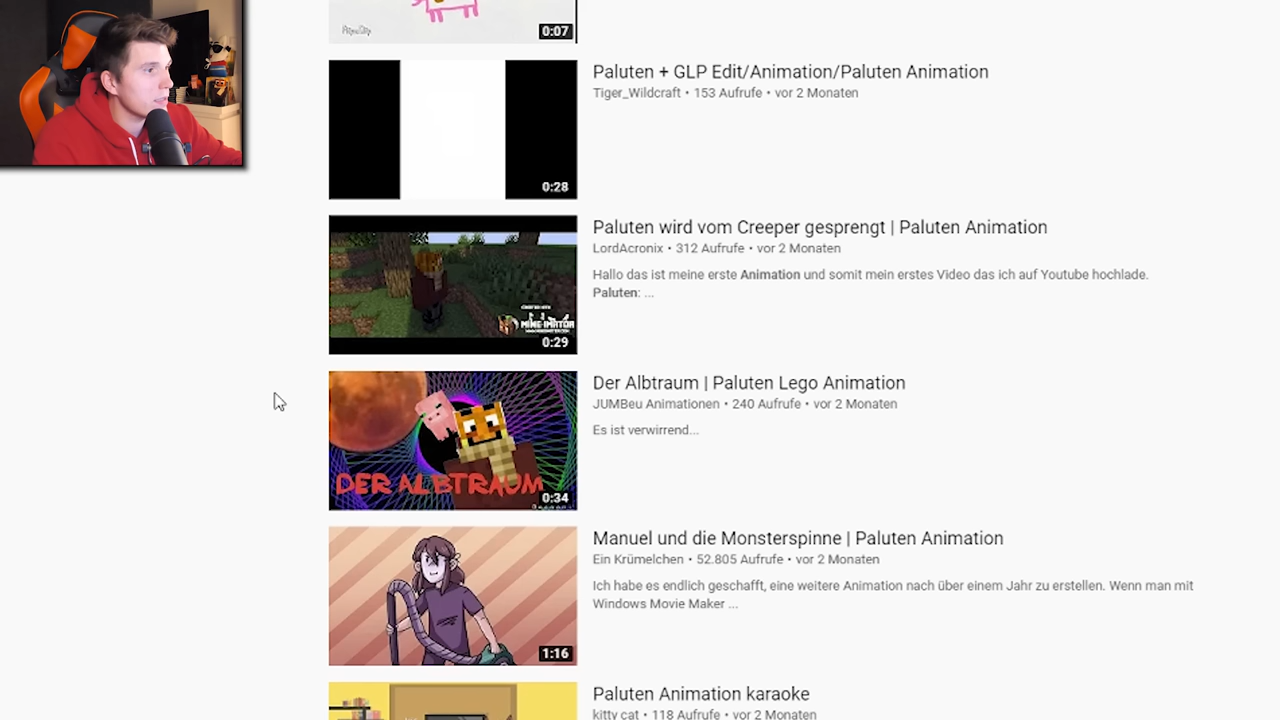 0:07
Paluten + GLP Edit/Animation/Paluten Animation
Tiger_Wildcraft • 153 Aufrufe • vor 2 Monaten
0:28
Paluten wird vom Creeper gesprengt | Paluten Animation
LordAcronix • 312 Aufrufe • vor 2 Monaten
Hallo das ist meine erste Animation und somit mein erstes Video das ich auf Youtube hochlade.
Paluten: ...
MINE-IMATOR
0:29
Der Albtraum | Paluten Lego Animation
JUMBeu Animationen • 240 Aufrufe • vor 2 Monaten
Es ist verwirrend...
DER ALBTRAUM
0:34
Manuel und die Monsterspinne | Paluten Animation
Ein Krümelchen • 52.805 Aufrufe • vor 2 Monaten
Ich habe es endlich geschafft, eine weitere Animation nach über einem Jahr zu erstellen. Wenn man mit
Windows Movie Maker ...
1:16
Paluten Animation karaoke
kitty cat • 118 Aufrufe • vor 2 Monaten